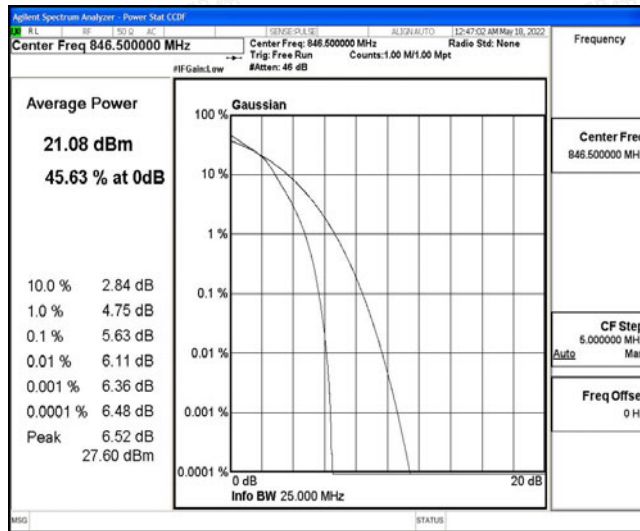 Agilent Spectrum Analyzer - Power Stat CCDF
RL RF 50 Ω AC SENSE:PULSE ALIGN AUTO 12:47:02 AM May 18, 2022
Center Freq 846.500000 MHz
Center Freq: 846.500000 MHz Radio Std: None
Trig: Free Run Counts:1.00 M/1.00 Mpt
#IFGain:Low #Atten: 46 dB
Frequency
Average Power
21.08 dBm
45.63 % at 0dB
10.0 % 2.84 dB
1.0 % 4.75 dB
0.1 % 5.63 dB
0.01 % 6.11 dB
0.001 % 6.36 dB
0.0001 % 6.48 dB
Peak 6.52 dB
27.60 dBm
Gaussian
100 %
10 %
1 %
0.1 %
0.01 %
0.001 %
0.0001 %
0 dB 20 dB
Info BW 25.000 MHz
Center Fre
846.500000 MH
CF Ste
5.000000 MH
Auto Ma
Freq Offse
0 H
MSG STATUS